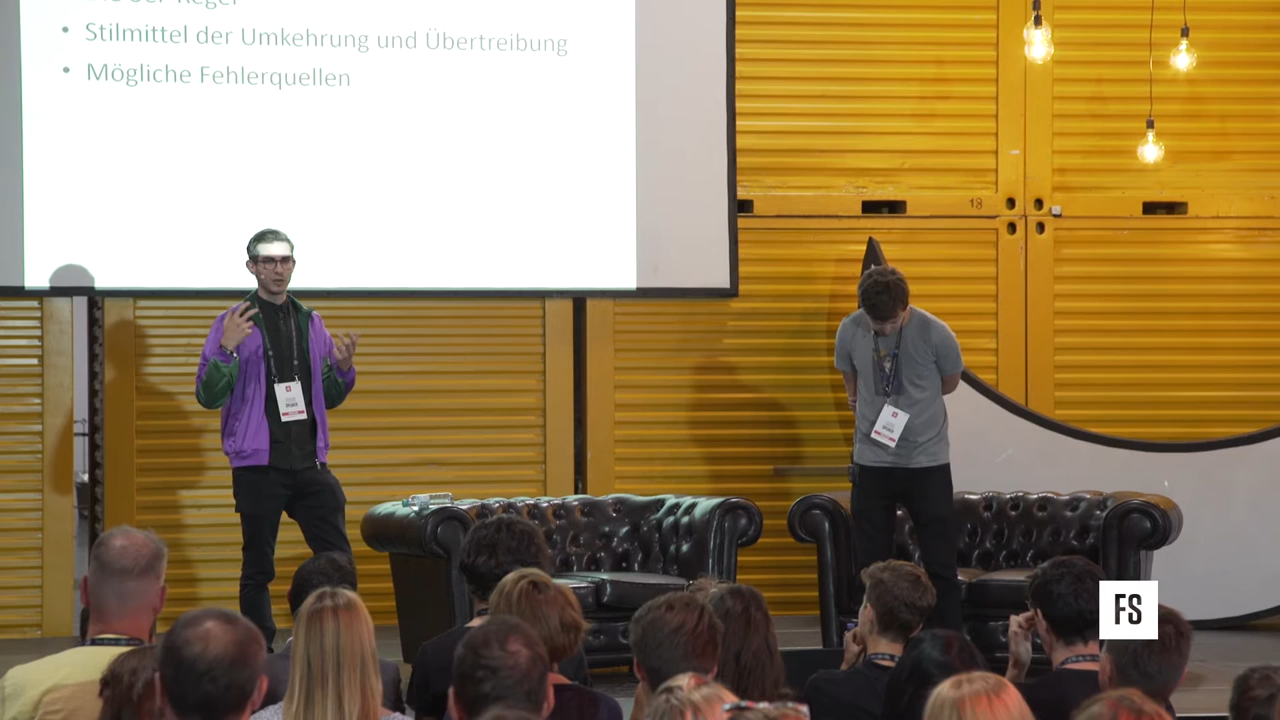 • Stilmittel der Umkehrung und Übertreibung
• Mögliche Fehlerquellen
18
FS